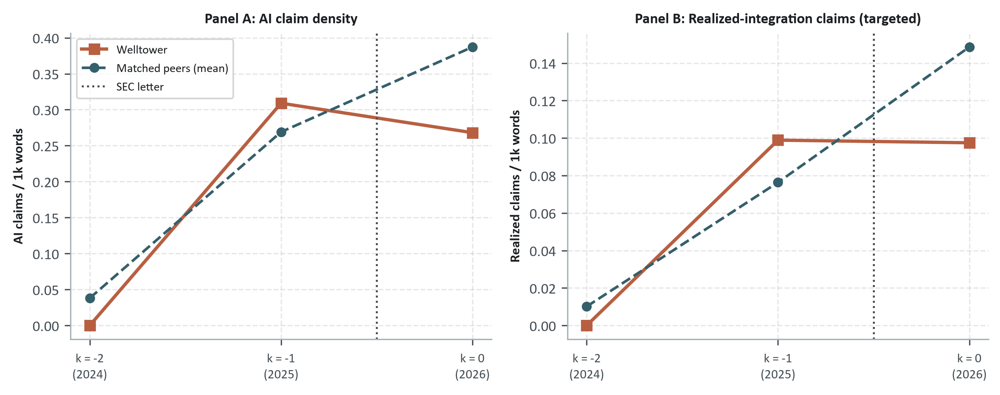 Panel A: AI claim density
AI claims / 1k words
0.40
0.35
0.30
0.25
0.20
0.15
0.10
0.05
0.00
Welltower
Matched peers (mean)
SEC letter
k = -2
(2024)
k = -1
(2025)
k = 0
(2026)
Panel B: Realized-integration claims (targeted)
Realized claims / 1k words
0.14
0.12
0.10
0.08
0.06
0.04
0.02
0.00
k = -2
(2024)
k = -1
(2025)
k = 0
(2026)